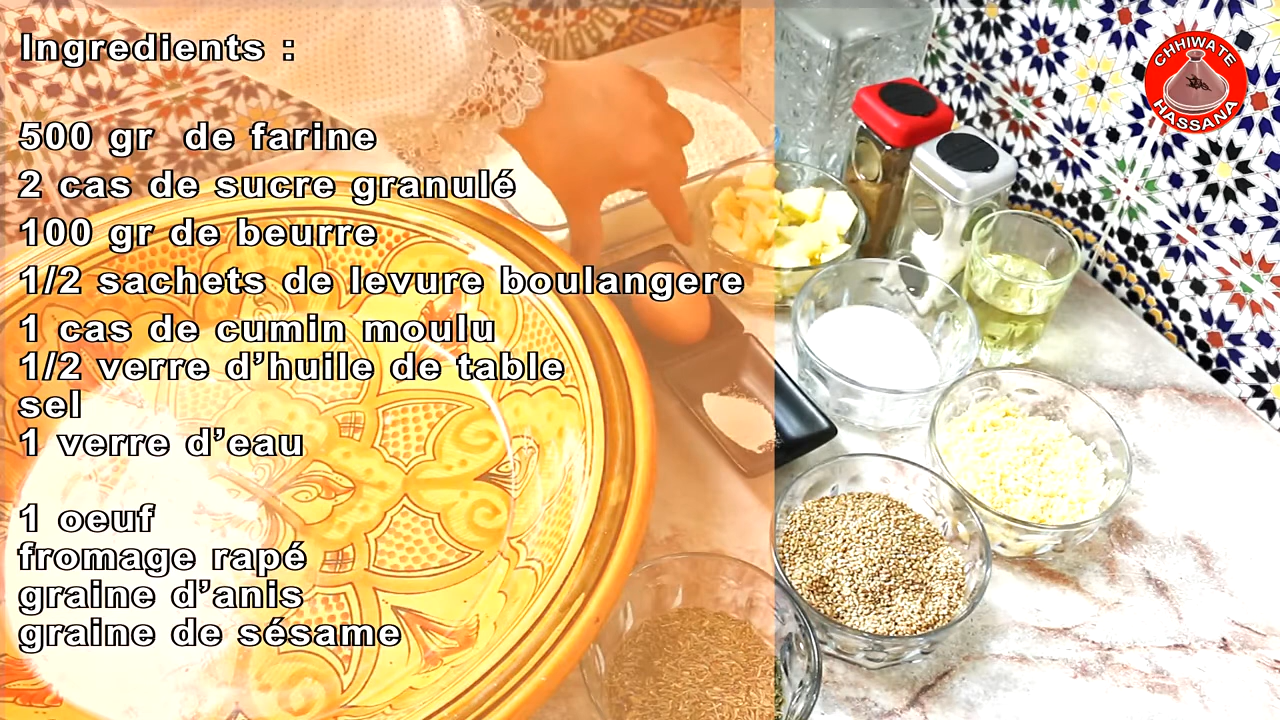 Ingredients :
500 gr de farine
2 cas de sucre granulé
100 gr de beurre
1/2 sachets de levure boulangere
1 cas de cumin moulu
1/2 verre d’huile de table
sel
1 verre d’eau
1 oeuf
fromage rapé
graine d’anis
graine de sésame
CHHIWATE
HASSANA